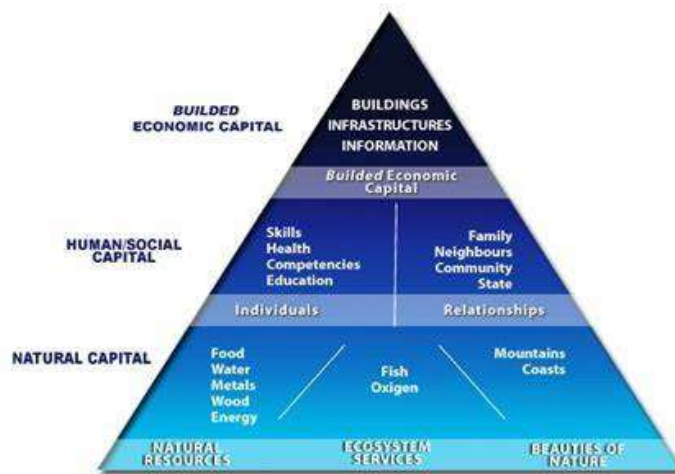 BUILDED
ECONOMIC CAPITAL
BUILDINGS
INFRASTRUCTURES
INFORMATION
Builded Economic
Capital
HUMAN/SOCIAL
CAPITAL
Skills
Health
Competencies
Education
Family
Neighbours
Community
State
Individuals
Relationships
NATURAL CAPITAL
Food
Water
Metals
Wood
Energy
Fish
Oxigen
Mountains
Coasts
NATURAL
RESOURCES
ECOSYSTEM
SERVICES
BEAUTIES OF
NATURE